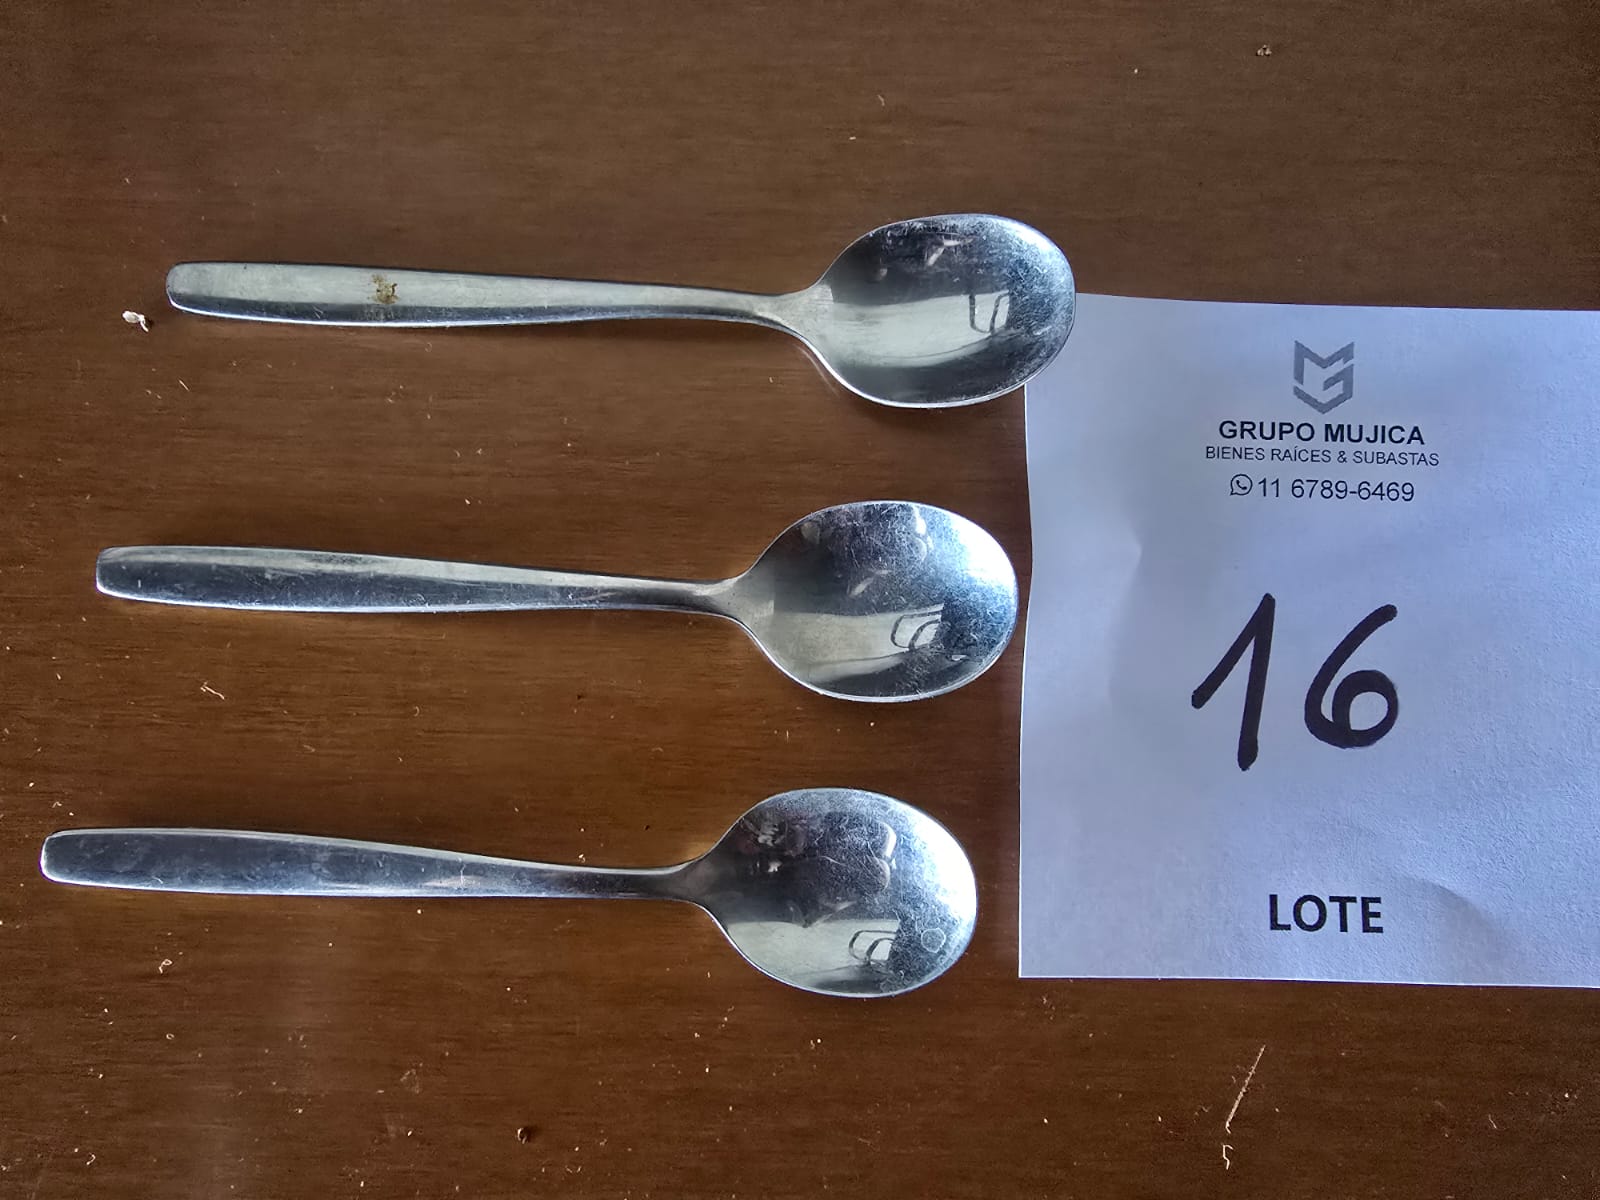 GRUPO MUJICA
BIENES RAÍCES & SUBASTAS
11 6789-6469
16
LOTE